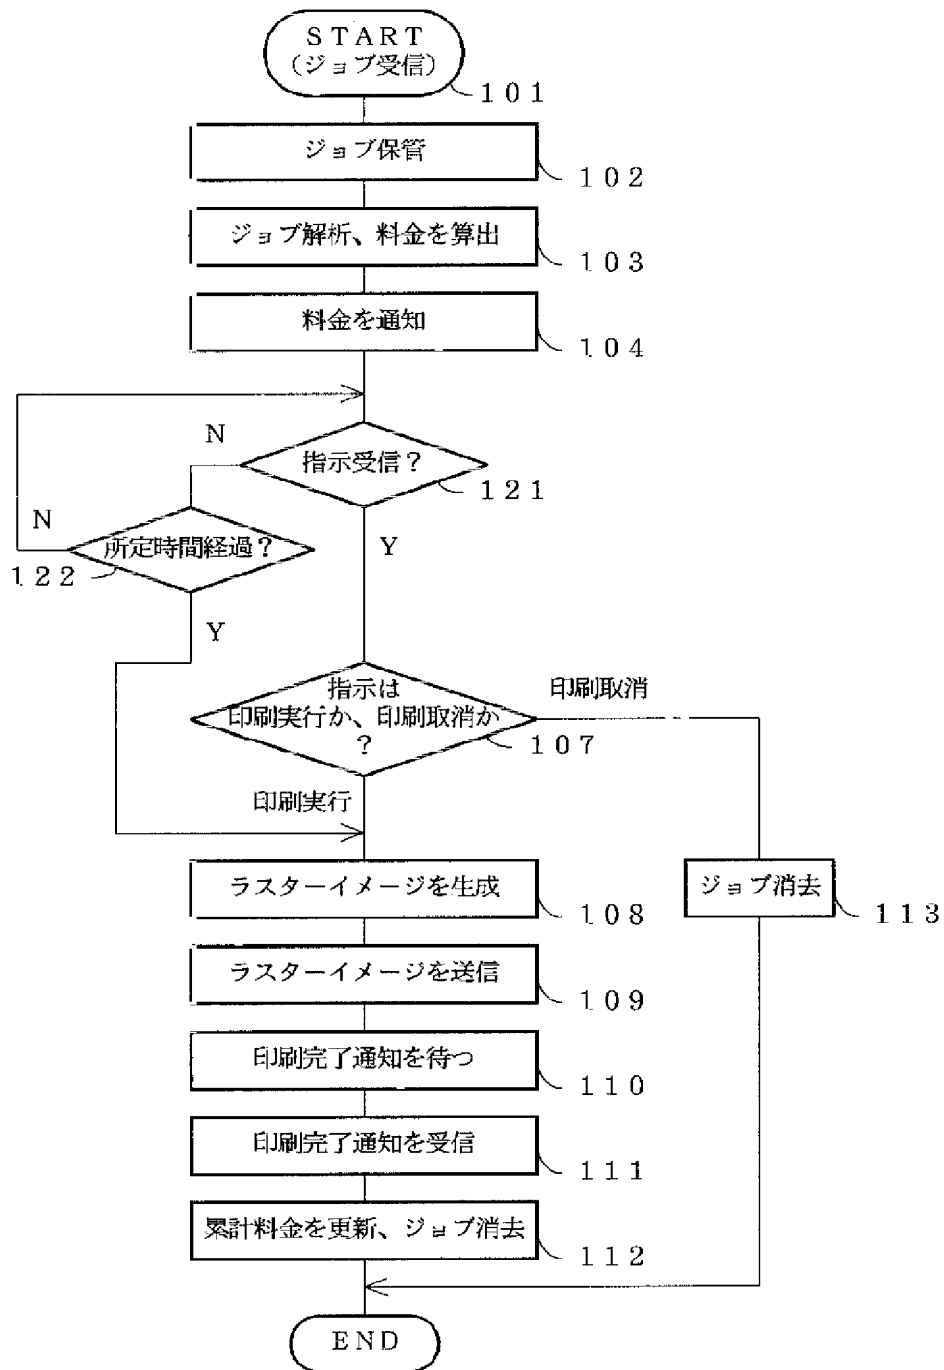 START
(ジョブ受信)
101
ジョブ保管
102
ジョブ解析、料金を算出
103
料金を通知
104
N
指示受信?
121
N
所定時間経過?
122
Y
Y
指示は
印刷実行か、印刷取消か
?
107
印刷取消
印刷実行
ラスターイメージを生成
108
ジョブ消去
113
ラスターイメージを送信
109
印刷完了通知を待つ
110
印刷完了通知を受信
111
累計料金を更新、ジョブ消去
112
END